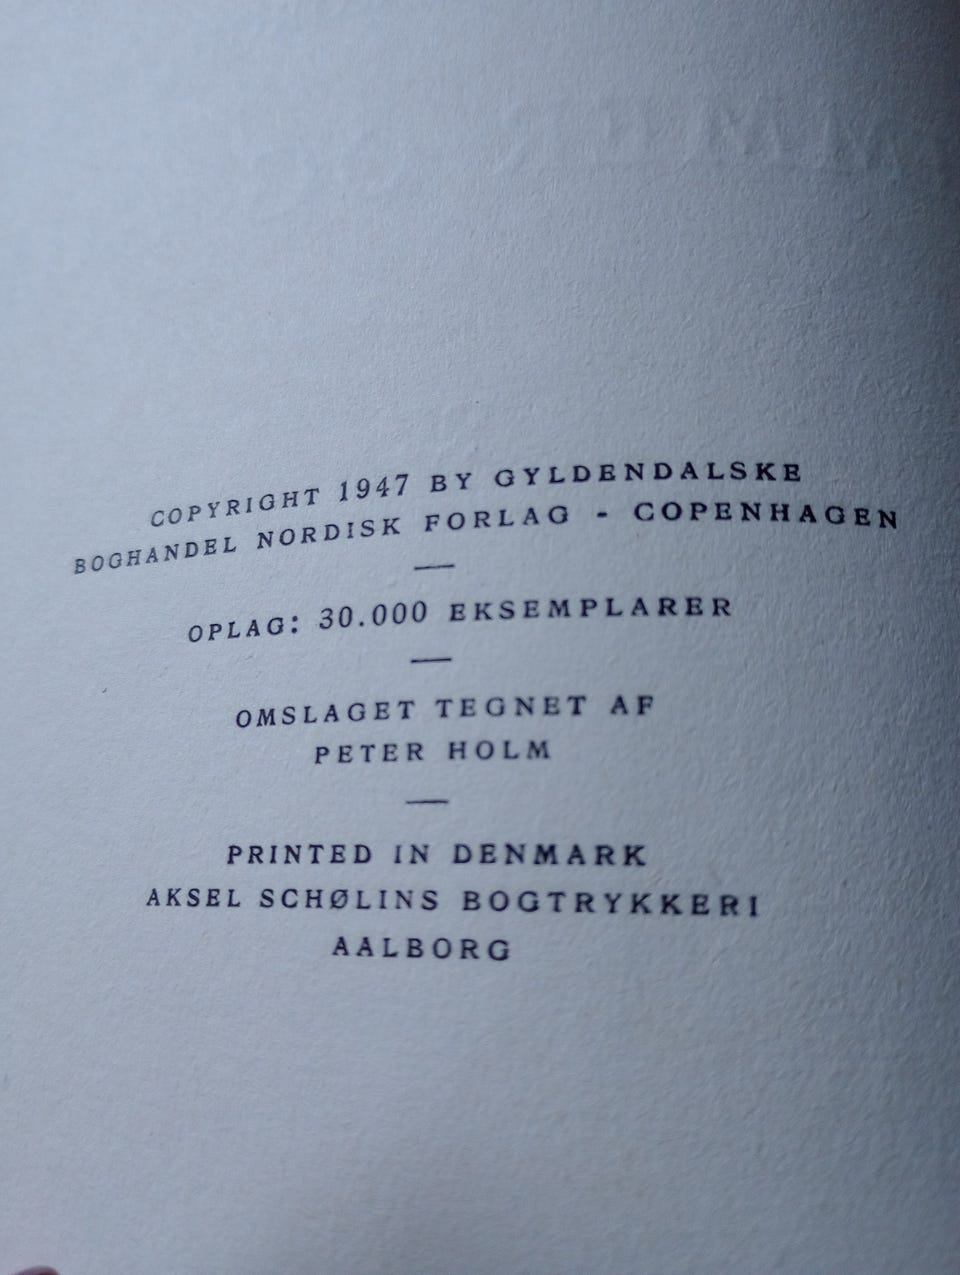 COPYRIGHT 1947 BY GYLDENDALSKE
BOGHANDEL NORDISK FORLAG - COPENHAGEN
OPLAG: 30.000 EKSEMPLARER
OMSLAGET TEGNET AF
PETER HOLM
PRINTED IN DENMARK
AKSEL SCHØLINS BOGTRYKKERI
AALBORG